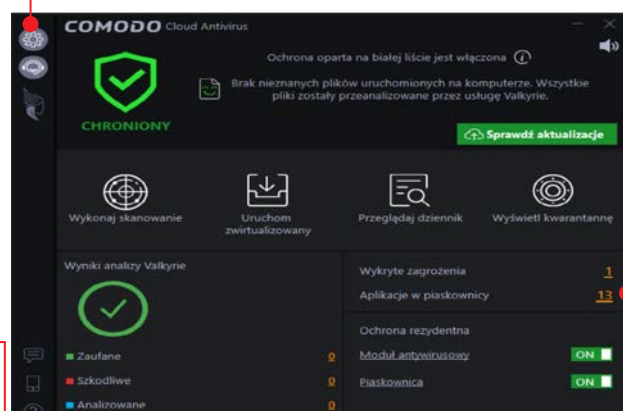 COMODO Cloud Antivirus
Ochrona oparta na białej liście jest włączona
Brak nieznanych plików uruchomionych na komputerze. Wszystkie
pliki zostały przeanalizowane przez usługę Valkyrie.
CHRONIONY
Sprawdź aktualizacje
Wykonaj skanowanie
Uruchom
zwirtualizowany
Przeglądaj dziennik
Wyświetl kwarantannę
Wyniki analizy Valkyrie
Zaufane 0
Szkodliwe 0
Analizowane 0
Wykryte zagrożenia 1
Aplikacje w piaskownicy 13
Ochrona rezydentna
Moduł antywirusowy ON
Piaskownica ON